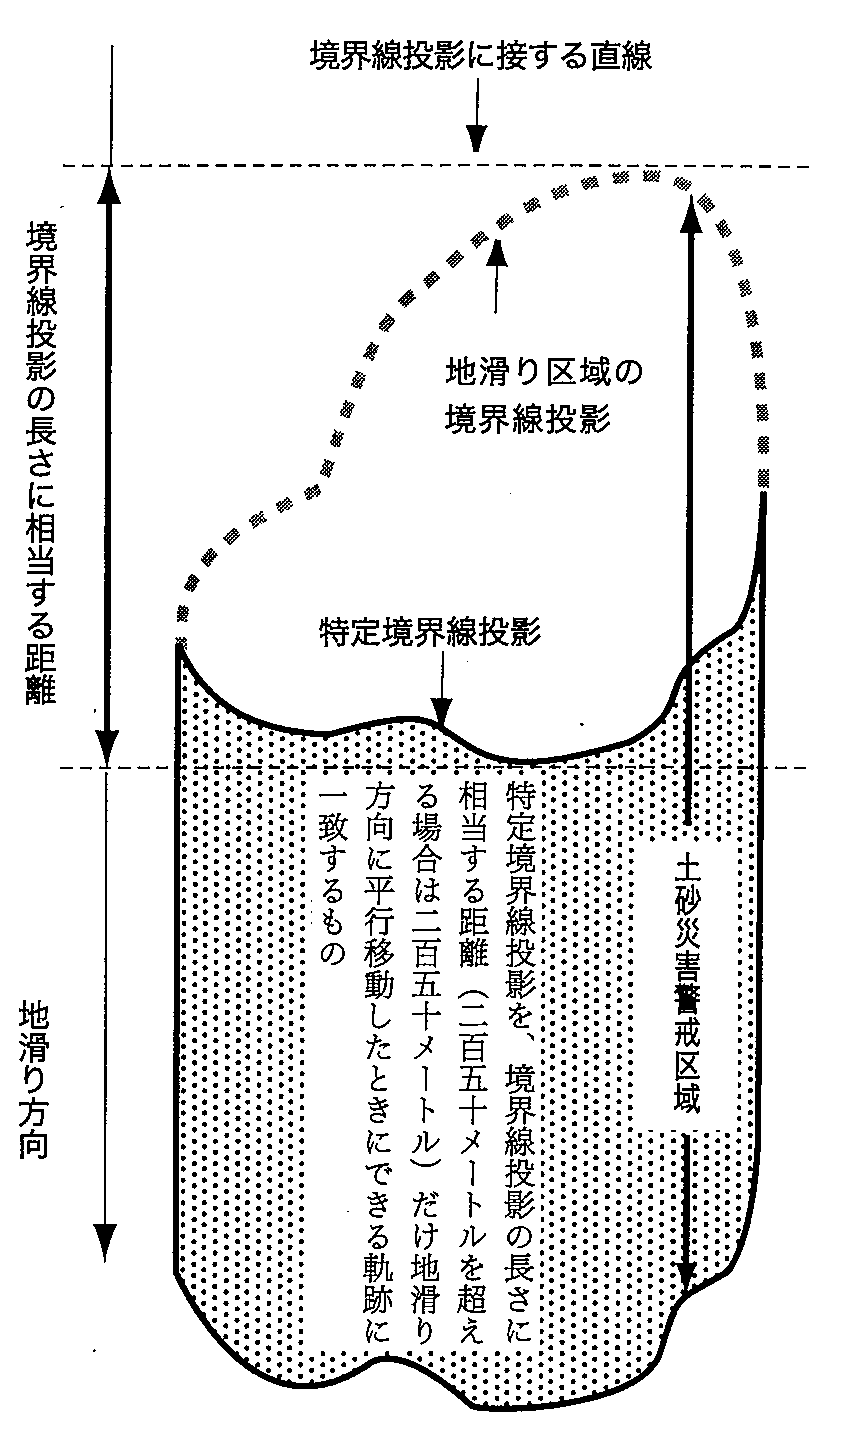 境界線投影に接する直線
境界線投影の長さに相当する距離
地滑り区域の
境界線投影
特定境界線投影
特定境界線投影を、境界線投影の長さに
相当する距離（二百五十メートルを超え
る場合は二百五十メートル）だけ地滑り
方向に平行移動したときにできる軌跡に
一致するもの
土砂災害警戒区域
地滑り方向